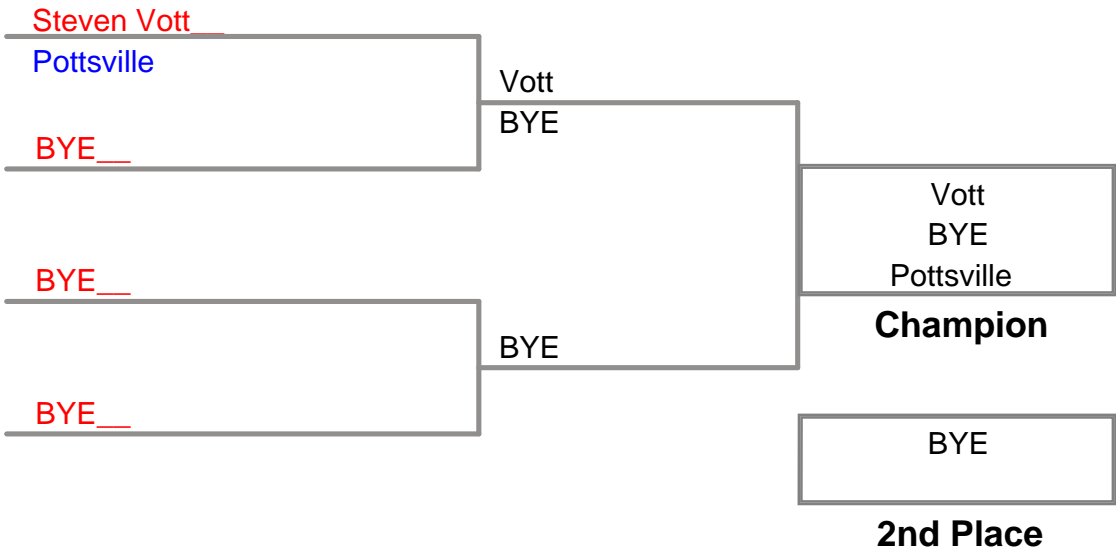 Steven Vott__
Pottsville
BYE__
BYE__
BYE__
Vott
BYE
BYE
Vott
BYE
Pottsville
Champion
BYE
2nd Place